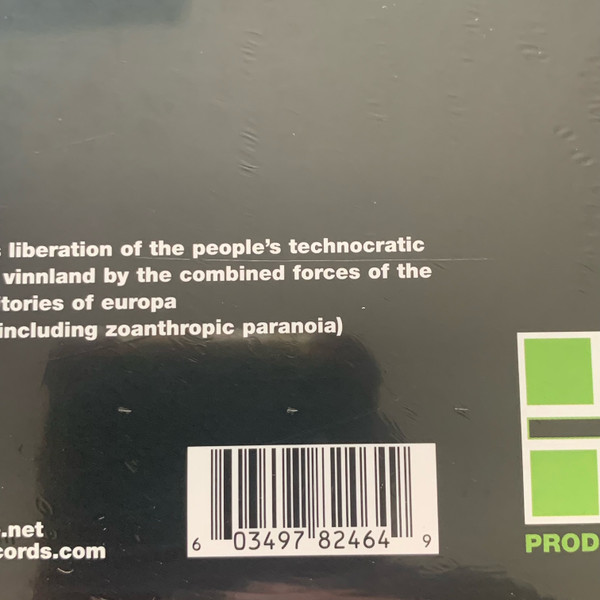 liberation of the people's technocratic
vinnland by the combined forces of the
itories of europa
including zoanthropic paranoia)
.net
cords.com
6 03497 82464 9
PROD